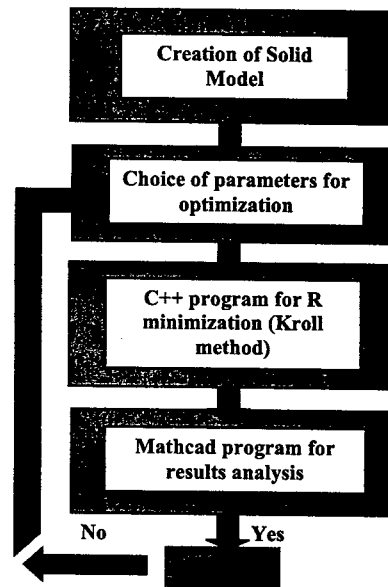 Creation of Solid
Model
Choice of parameters for
optimization
C++ program for R
minimization (Kroll
method)
Mathcad program for
results analysis
No
Yes